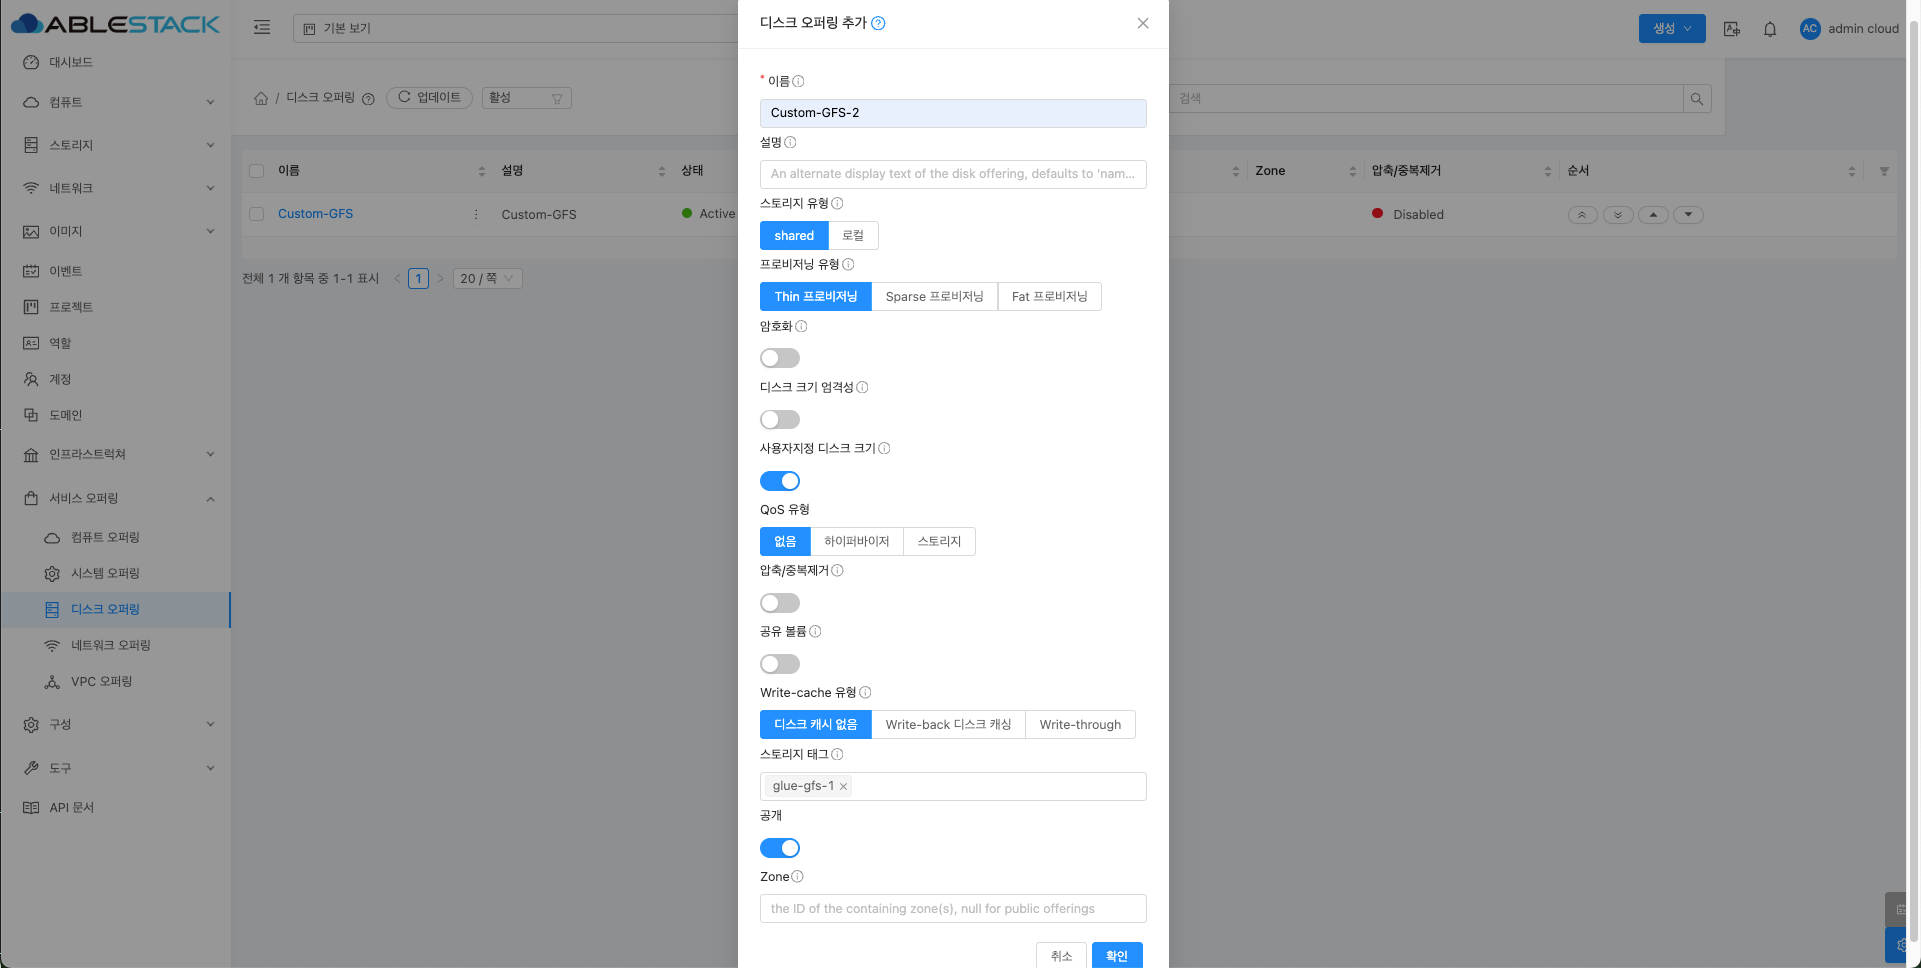 ABLESTACK
기본 보기
생성
AC
admin cloud
대시보드
컴퓨트
스토리지
네트워크
이미지
이벤트
프로젝트
역할
계정
도메인
인프라스트럭쳐
서비스 오퍼링
컴퓨트 오퍼링
시스템 오퍼링
디스크 오퍼링
네트워크 오퍼링
VPC 오퍼링
구성
도구
API 문서
/ 디스크 오퍼링
업데이트
활성
검색
이름
설명
상태
Zone
압축/중복제거
순서
Custom-GFS
Custom-GFS
Active
Disabled
전체 1 개 항목 중 1-1 표시
1
20 / 쪽
디스크 오퍼링 추가
* 이름
Custom-GFS-2
설명
An alternate display text of the disk offering, defaults to 'nam...
스토리지 유형
shared
로컬
프로비저닝 유형
Thin 프로비저닝
Sparse 프로비저닝
Fat 프로비저닝
암호화
디스크 크기 엄격성
사용자지정 디스크 크기
QoS 유형
없음
하이퍼바이저
스토리지
압축/중복제거
공유 볼륨
Write-cache 유형
디스크 캐시 없음
Write-back 디스크 캐싱
Write-through
스토리지 태그
glue-gfs-1
공개
Zone
the ID of the containing zone(s), null for public offerings
취소
확인